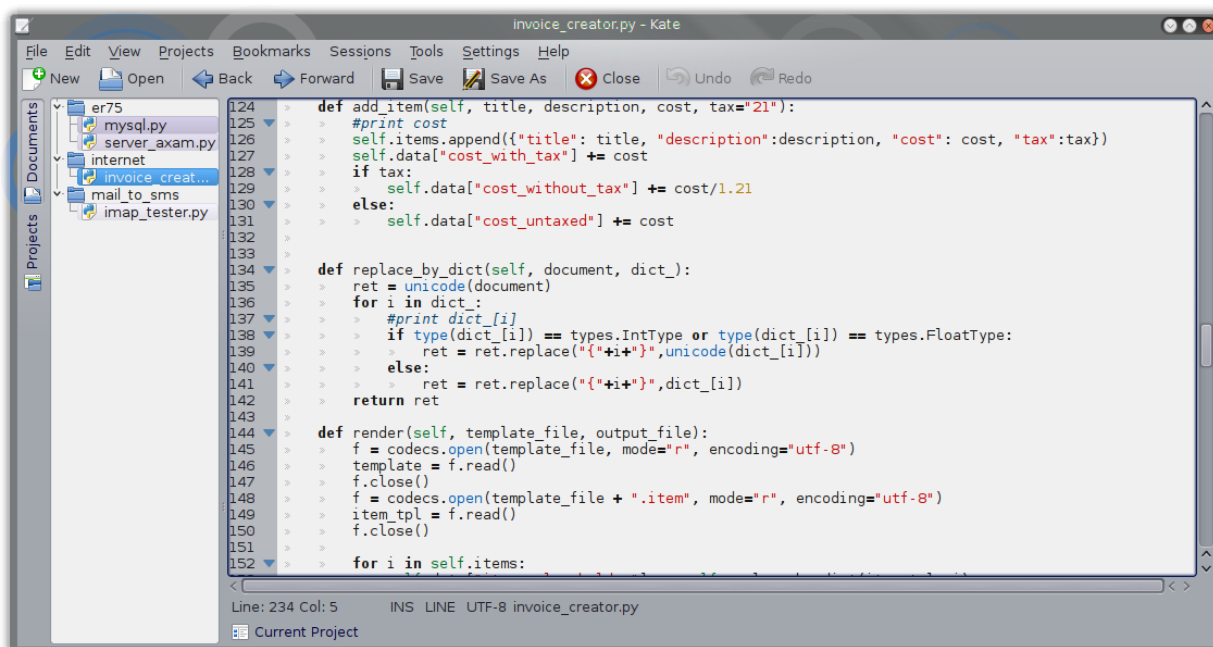 invoice_creator.py - Kate
File Edit View Projects Bookmarks Sessions Tools Settings Help
New Open Back Forward Save Save As Close Undo Redo
Documents
Projects
er75
mysql.py
server_axam.py
internet
invoice_creat...
mail_to_sms
imap_tester.py
124 def add_item(self, title, description, cost, tax="21"):
125 #print cost
126 self.items.append({"title": title, "description":description, "cost": cost, "tax":tax})
127 self.data["cost_with_tax"] += cost
128 if tax:
129 self.data["cost_without_tax"] += cost/1.21
130 else:
131 self.data["cost_untaxed"] += cost
132
133
134 def replace_by_dict(self, document, dict_):
135 ret = unicode(document)
136 for i in dict_:
137 #print dict_[i]
138 if type(dict_[i]) == types.IntType or type(dict_[i]) == types.FloatType:
139 ret = ret.replace("{"+i+"}",unicode(dict_[i]))
140 else:
141 ret = ret.replace("{"+i+"}",dict_[i])
142 return ret
143
144 def render(self, template_file, output_file):
145 f = codecs.open(template_file, mode="r", encoding="utf-8")
146 template = f.read()
147 f.close()
148 f = codecs.open(template_file + ".item", mode="r", encoding="utf-8")
149 item_tpl = f.read()
150 f.close()
151
152 for i in self.items:
Line: 234 Col: 5 INS LINE UTF-8 invoice_creator.py
Current Project